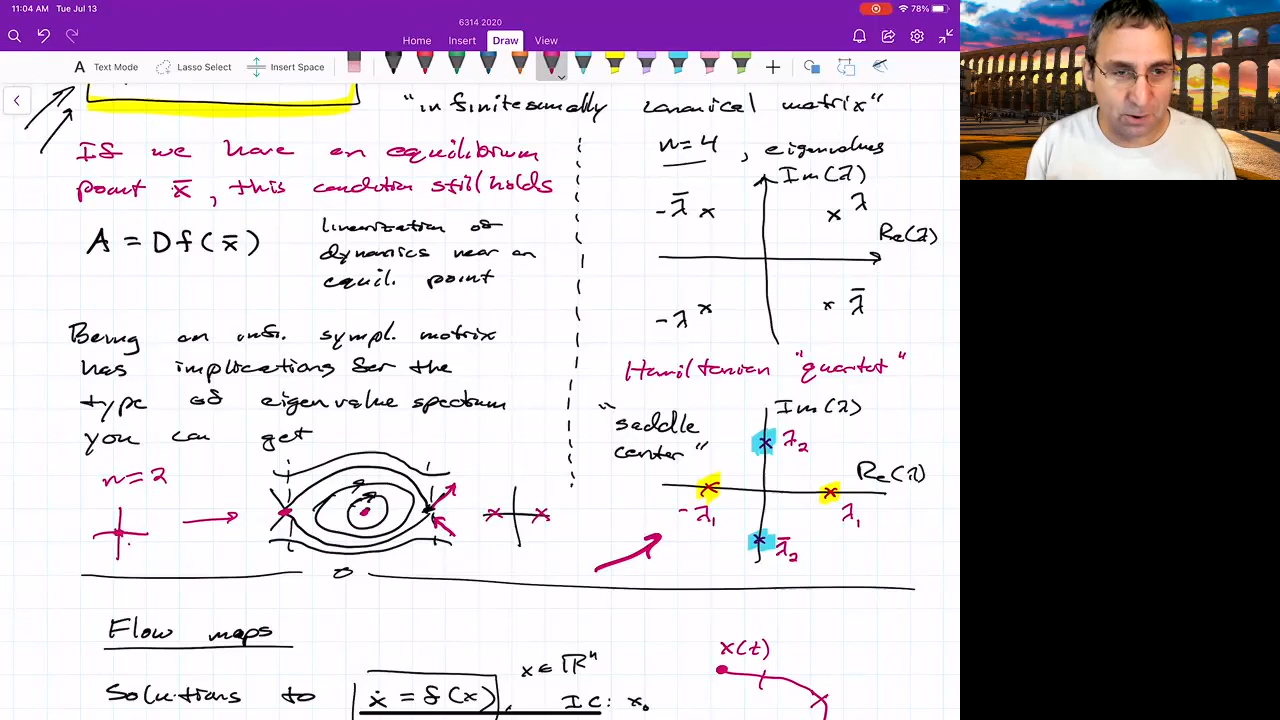 11:04 AM Tue Jul 13
78%
6314 2020
Home Insert Draw View
Text Mode Lasso Select Insert Space
"infinitesimally canonical matrix"
If we have an equilibrium
point x̄, this condition still holds
A = Df(x̄)
linearization of
dynamics near an
equil. point
Being an inf. sympl. matrix
has implications for the
type of eigenvalue spectrum
you can get
n=2
n=4, eigenvalues
Im(λ)
-λ̄ λ
Re(λ)
-λ λ̄
Hamiltonian "quartet"
"saddle
center"
Im(λ)
λ₂
Re(λ)
-λ₁ λ₁
λ̄₂
Flow maps
Solutions to ẋ = f(x), x ∈ ℝⁿ
IC: x₀
x(t)